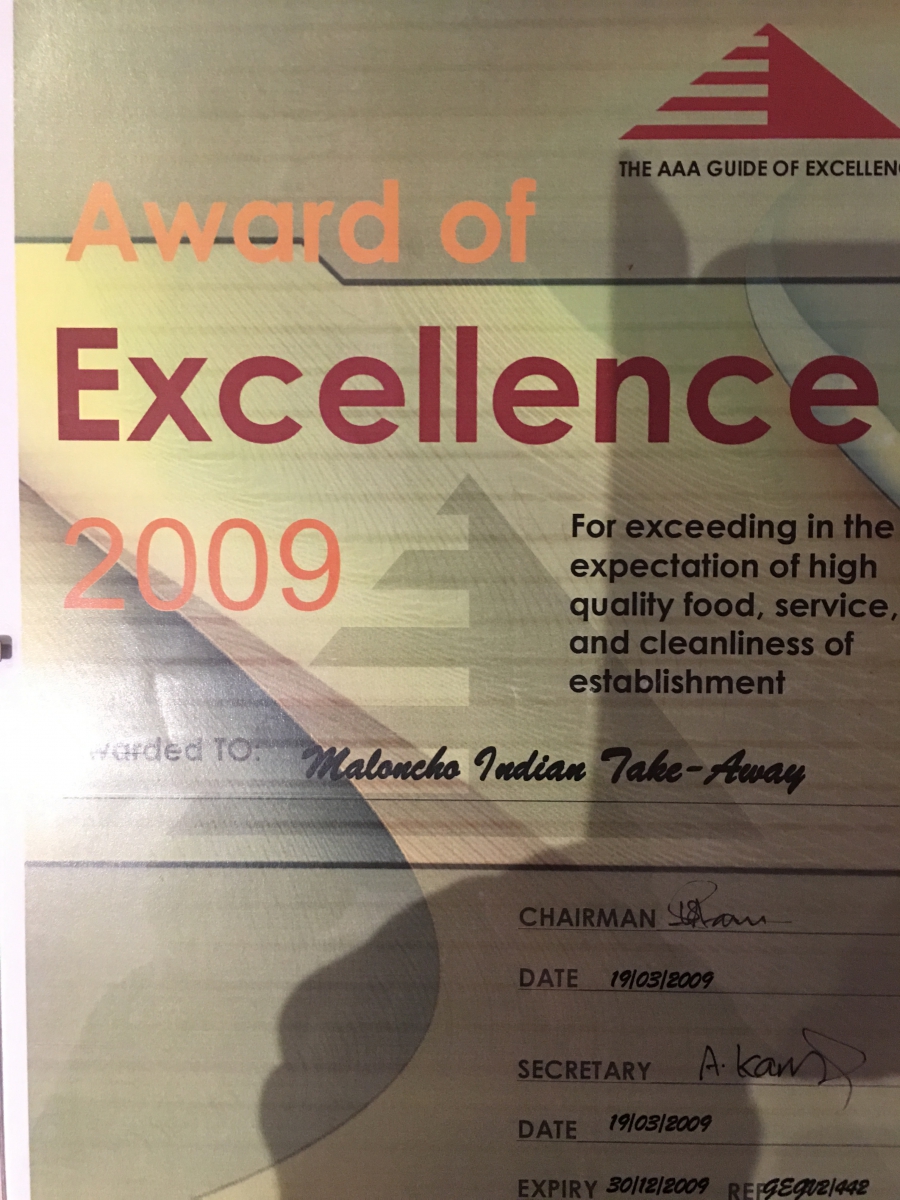 THE AAA GUIDE OF EXCELLENC
Award of
Excellence
2009
For exceeding in the
expectation of high
quality food, service,
and cleanliness of
establishment
warded TO: Maloncho Indian Take-Away
CHAIRMAN
DATE 19/03/2009
SECRETARY
DATE 19/03/2009
EXPIRY 30/12/2009 REF